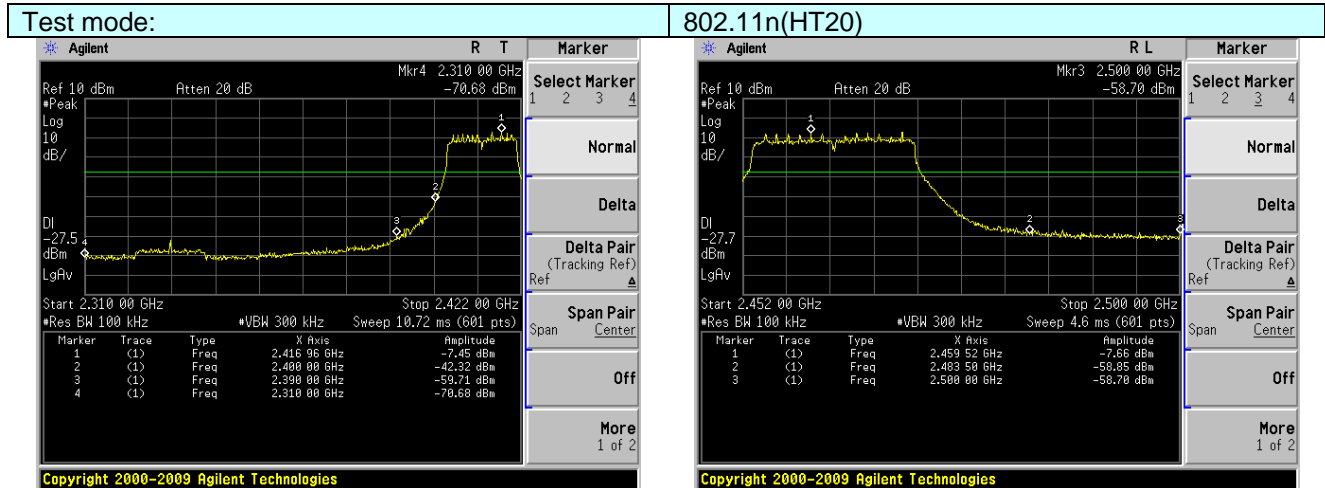 Test mode: 802.11n(HT20)
Agilent R T Marker
Mkr4 2.310 00 GHz
Ref 10 dBm Atten 20 dB -70.68 dBm
#Peak
Log
10
dB/
DI
-27.5
dBm
LgAv
1
2
3
4
Start 2.310 00 GHz Stop 2.422 00 GHz
#Res BW 100 kHz #VBW 300 kHz Sweep 10.72 ms (601 pts)
Marker Trace Type X Axis Amplitude
1 (1) Freq 2.416 96 GHz -7.45 dBm
2 (1) Freq 2.400 00 GHz -42.32 dBm
3 (1) Freq 2.390 00 GHz -59.71 dBm
4 (1) Freq 2.310 00 GHz -70.68 dBm
Select Marker
1 2 3 4
Normal
Delta
Delta Pair
(Tracking Ref)
Ref Δ
Span Pair
Span Center
Off
More
1 of 2
Copyright 2000-2009 Agilent Technologies
Agilent R L Marker
Mkr3 2.500 00 GHz
Ref 10 dBm Atten 20 dB -58.70 dBm
#Peak
Log
10
dB/
DI
-27.7
dBm
LgAv
1
2
3
Start 2.452 00 GHz Stop 2.500 00 GHz
#Res BW 100 kHz #VBW 300 kHz Sweep 4.6 ms (601 pts)
Marker Trace Type X Axis Amplitude
1 (1) Freq 2.459 52 GHz -7.66 dBm
2 (1) Freq 2.483 50 GHz -58.85 dBm
3 (1) Freq 2.500 00 GHz -58.70 dBm
Select Marker
1 2 3 4
Normal
Delta
Delta Pair
(Tracking Ref)
Ref Δ
Span Pair
Span Center
Off
More
1 of 2
Copyright 2000-2009 Agilent Technologies